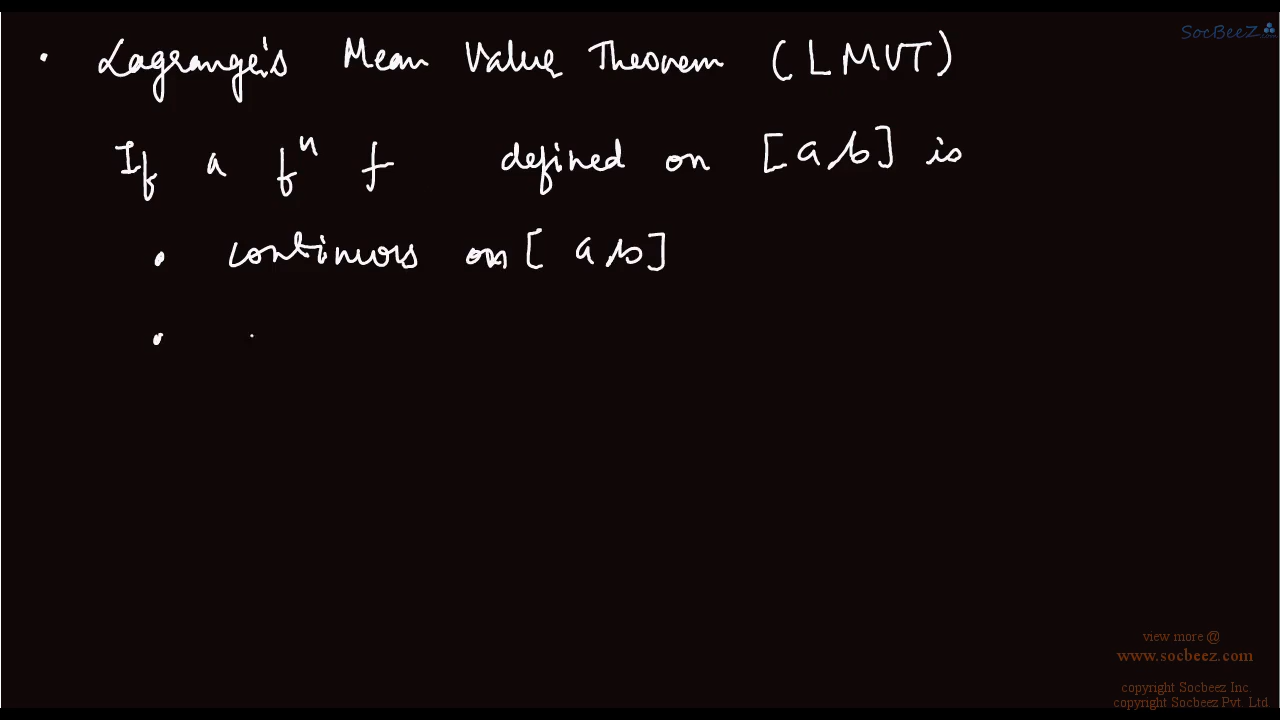 SocBeeZ.com
• Lagrange's Mean Value Theorem (LMVT)
If a fⁿ f defined on [a,b] is
• continuous on [a,b]
•
view more @
www.socbeez.com
copyright Socbeez Inc
copyright Socbeez Pvt. Ltd.